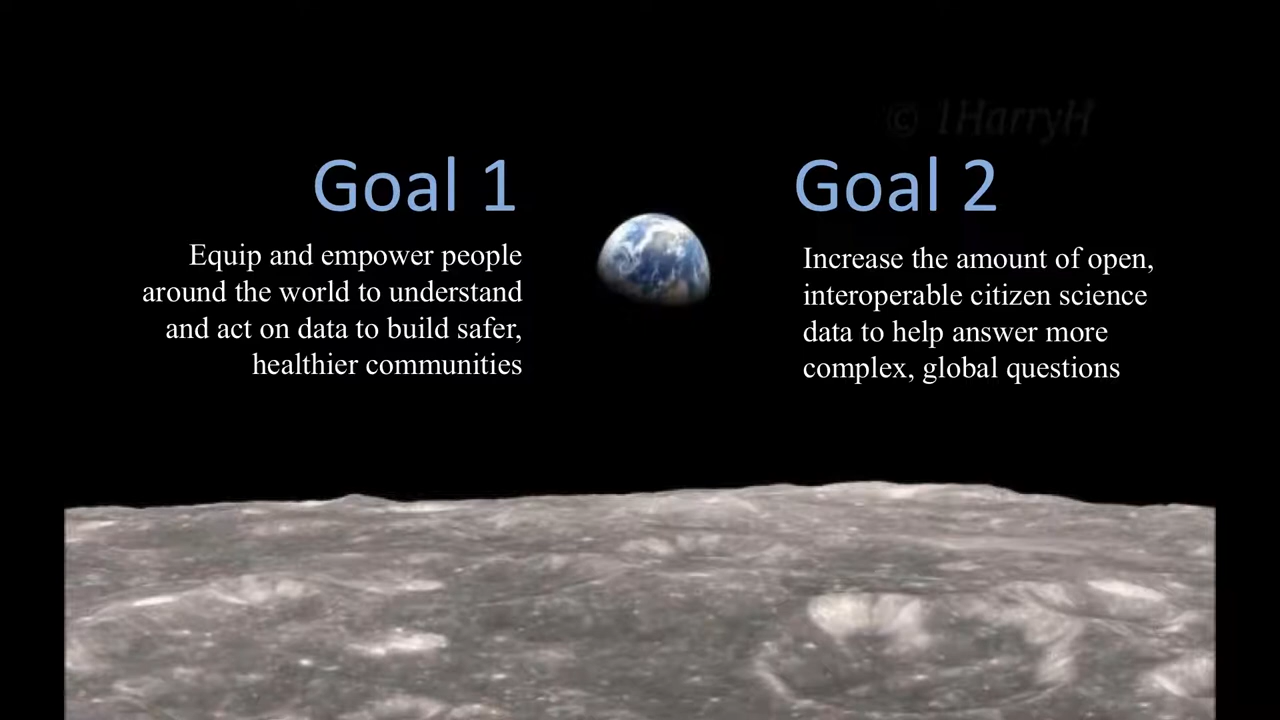 © 1HarryH
Goal 1
Equip and empower people
around the world to understand
and act on data to build safer,
healthier communities
Goal 2
Increase the amount of open,
interoperable citizen science
data to help answer more
complex, global questions